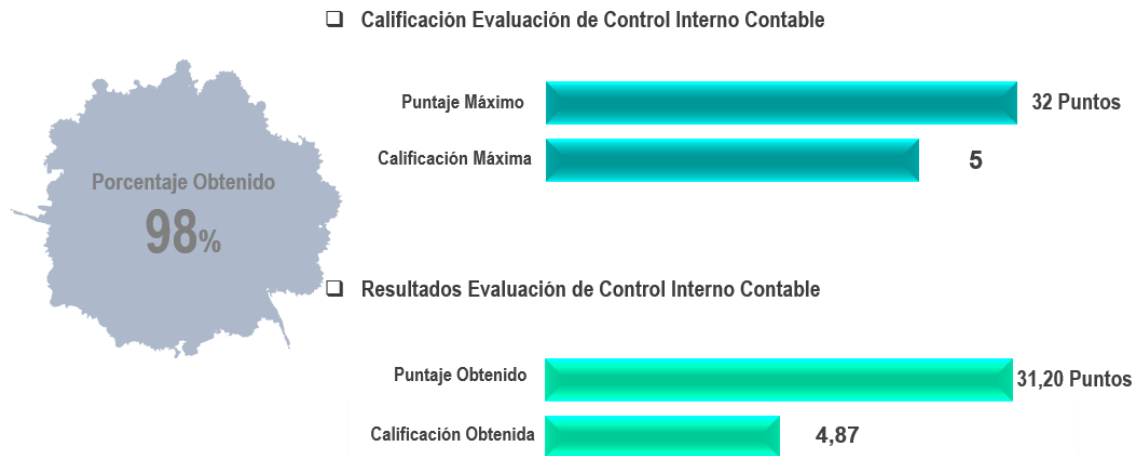 Calificación Evaluación de Control Interno Contable
Puntaje Máximo
32 Puntos
Calificación Máxima
5
Porcentaje Obtenido
98%
Resultados Evaluación de Control Interno Contable
Puntaje Obtenido
31,20 Puntos
Calificación Obtenida
4,87